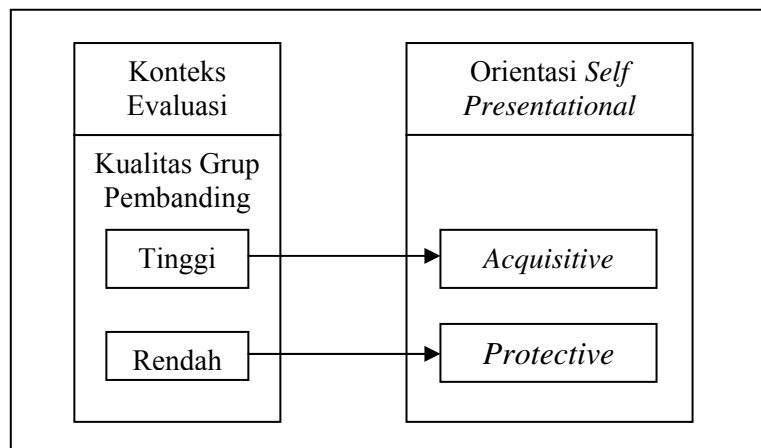 Konteks
Evaluasi
Kualitas Grup
Pembanding
Tinggi
Rendah
Orientasi Self
Presentational
Acquisitive
Protective